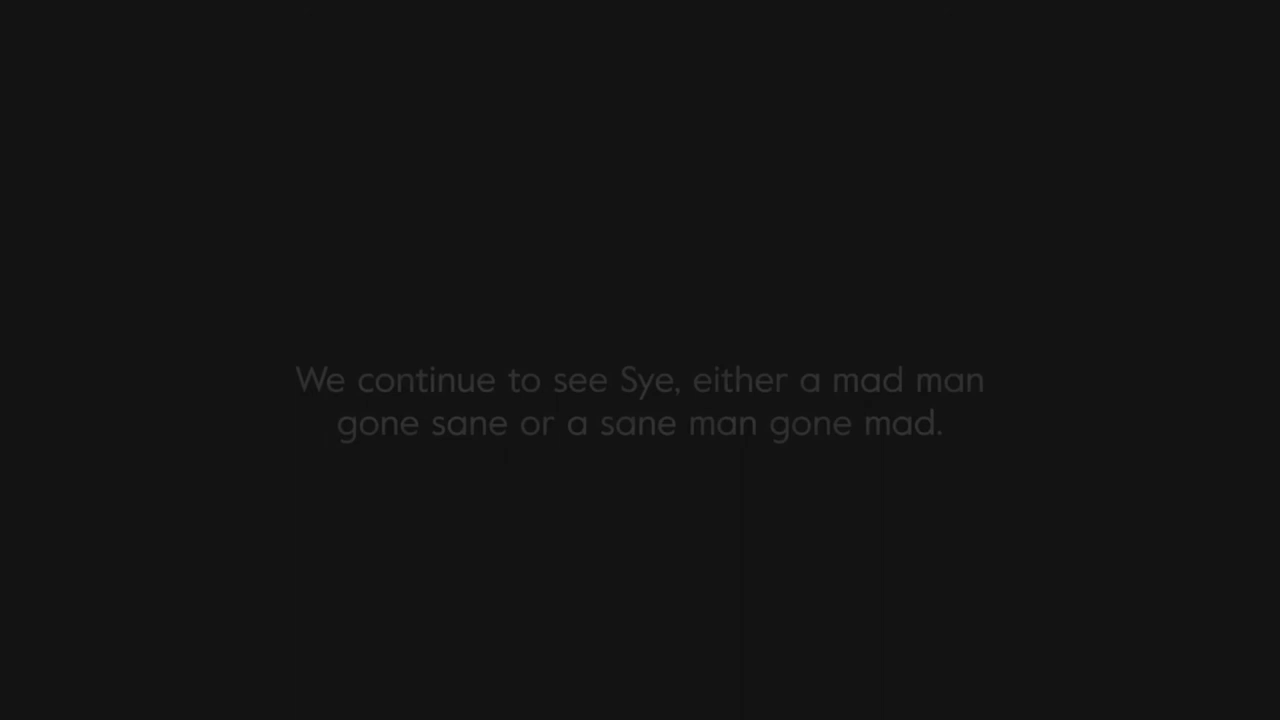 We continue to see Sye, either a mad man
gone sane or a sane man gone mad.